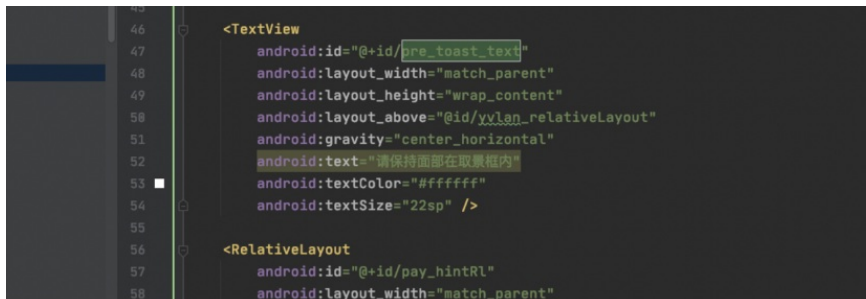 45
46 <TextView
47 android:id="@+id/pre_toast_text"
48 android:layout_width="match_parent"
49 android:layout_height="wrap_content"
50 android:layout_above="@id/yvlan_relativeLayout"
51 android:gravity="center_horizontal"
52 android:text="请保持面部在取景框内"
53 android:textColor="#ffffff"
54 android:textSize="22sp" />
55
56 <RelativeLayout
57 android:id="@+id/pay_hintRl"
58 android:layout_width="match_parent"